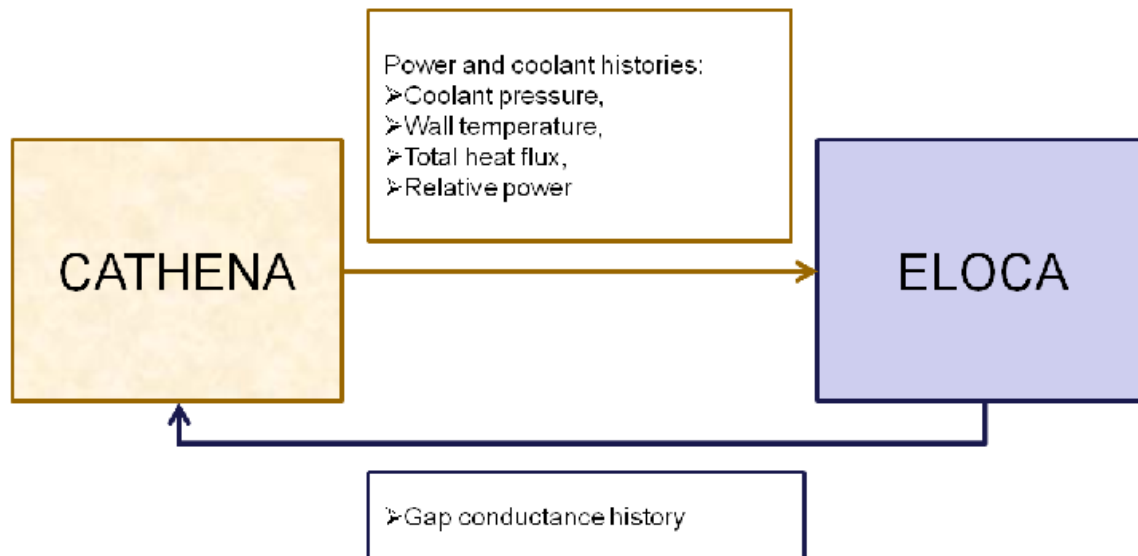 Power and coolant histories:
➢Coolant pressure,
➢Wall temperature,
➢Total heat flux,
➢Relative power
CATHENA
ELOCA
➢Gap conductance history